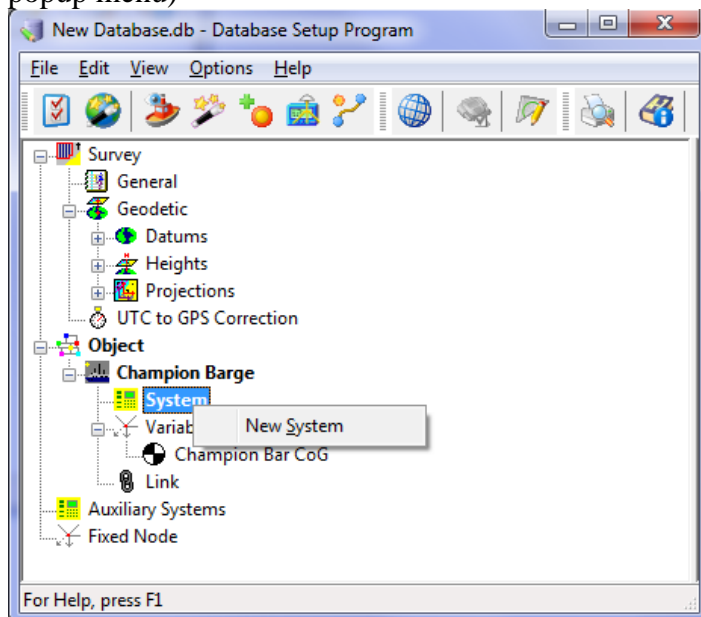 popup menu)
New Database.db - Database Setup Program
File Edit View Options Help
Survey
General
Geodetic
Datums
Heights
Projections
UTC to GPS Correction
Object
Champion Barge
System
New System
Variab
Champion Bar CoG
Link
Auxiliary Systems
Fixed Node
For Help, press F1